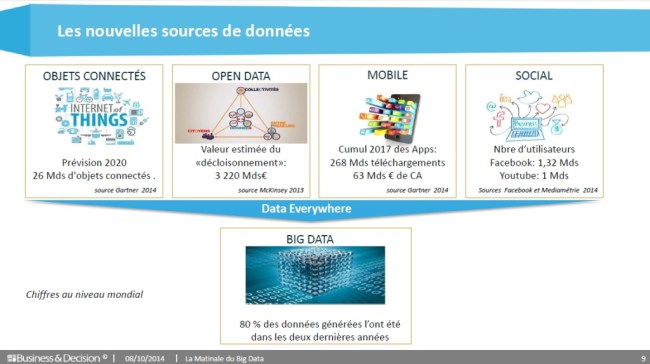 Les nouvelles sources de données
OBJETS CONNECTÉS
INTERNET of
THINGS
Prévision 2020
26 Mds d'objets connectés .
source Gartner 2014
OPEN DATA
COLLECTIVITÉS
Valeur estimée du
«décloisonnement»:
3 220 Mds€
source McKinsey 2013
MOBILE
Cumul 2017 des Apps:
268 Mds téléchargements
63 Mds € de CA
source Gartner 2014
SOCIAL
Nbre d'utilisateurs
Facebook: 1,32 Mds
Youtube: 1 Mds
Sources Facebook et Mediamétrie 2014
Data Everywhere
BIG DATA
80 % des données générées l'ont été
dans les deux dernières années
Chiffres au niveau mondial
Business & Decision © | 08/10/2014 | La Matinale du Big Data
9